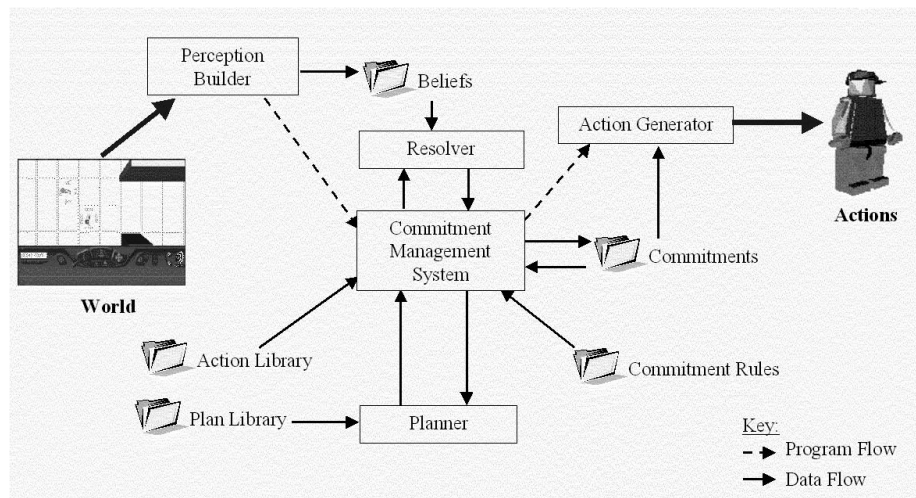 Perception
Builder
Beliefs
Action Generator
Resolver
Actions
Commitment
Management
System
Commitments
World
Action Library
Commitment Rules
Plan Library
Planner
Key:
Program Flow
Data Flow